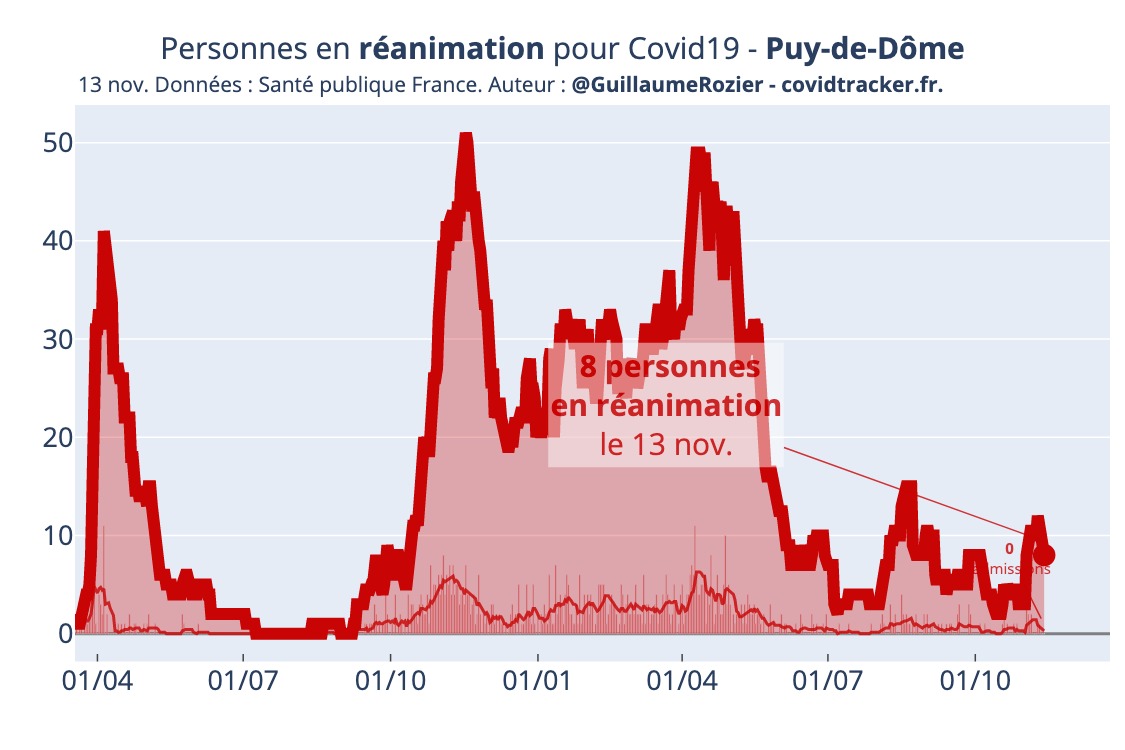 Personnes en réanimation pour Covid19 - Puy-de-Dôme
13 nov. Données : Santé publique France. Auteur : @GuillaumeRozier - covidtracker.fr.
50
40
30
20
10
0
8 personnes
en réanimation
le 13 nov.
0
01/04
01/07
01/10
01/01
01/04
01/07
01/10